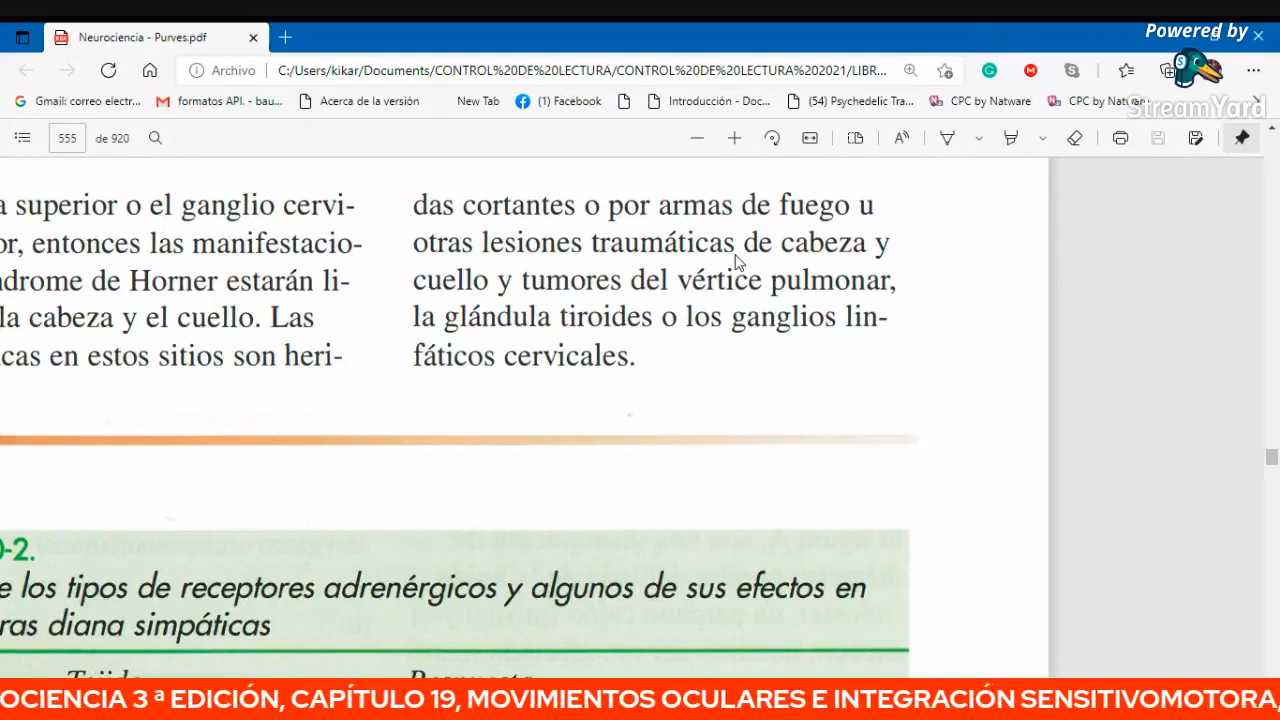 Powered by
Neurociencia - Purves.pdf
Archivo
C:/Users/kikar/Documents/CONTROL%20DE%20LECTURA/CONTROL%20DE%20LECTURA%202021/LIBR...
Gmail: correo electr...
formatos API. - bau...
Acerca de la versión
New Tab
(1) Facebook
Introducción - Doc...
(54) Psychedelic Tra...
CPC by Natware
CPC by Natware
StreamYard
555
de 920
a superior o el ganglio cervi-
or, entonces las manifestacio-
ndrome de Horner estarán li-
la cabeza y el cuello. Las
cas en estos sitios son heri-
das cortantes o por armas de fuego u
otras lesiones traumáticas de cabeza y
cuello y tumores del vértice pulmonar,
la glándula tiroides o los ganglios lin-
fáticos cervicales.
0-2.
e los tipos de receptores adrenérgicos y algunos de sus efectos en
ras diana simpáticas
Tejido
Respuesta
OCIENCIA 3 ª EDICIÓN, CAPÍTULO 19, MOVIMIENTOS OCULARES E INTEGRACIÓN SENSITIVOMOTORA,